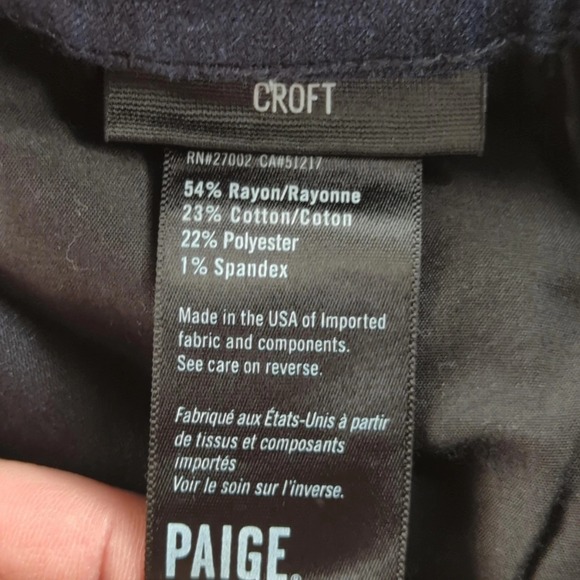 CROFT
RN#27002 CA#51217
54% Rayon/Rayonne
23% Cotton/Coton
22% Polyester
1% Spandex
Made in the USA of Imported
fabric and components.
See care on reverse.
Fabriqué aux États-Unis à partir
de tissus et composants
importés
Voir le soin sur l'inverse.
PAIGE®